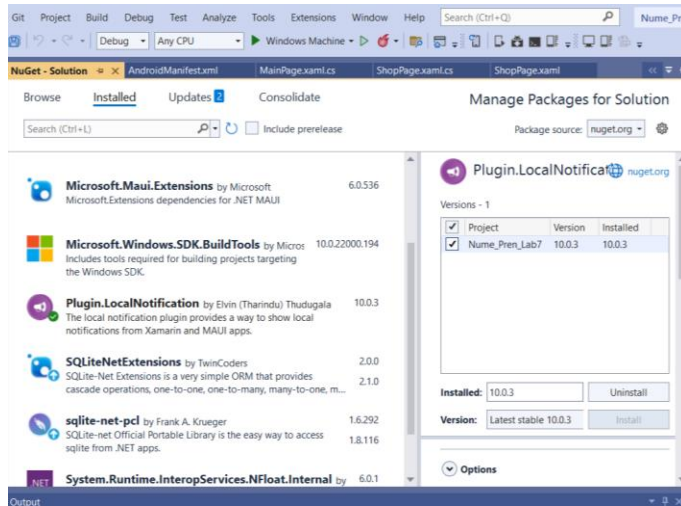 Git Project Build Debug Test Analyze Tools Extensions Window Help Search (Ctrl+Q) Nume_Pr
Debug Any CPU Windows Machine
NuGet - Solution AndroidManifest.xml MainPage.xaml.cs ShopPage.xaml.cs ShopPage.xaml
Browse Installed Updates 2 Consolidate Manage Packages for Solution
Search (Ctrl+L) Include prerelease Package source: nuget.org
Microsoft.Maui.Extensions by Microsoft 6.0.536
Microsoft.Extensions dependencies for .NET MAUI
Microsoft.Windows.SDK.BuildTools by Micros 10.0.22000.194
Includes tools required for building projects targeting
the Windows SDK.
Plugin.LocalNotification by Elvin (Tharindu) Thudugala 10.0.3
The local notification plugin provides a way to show local
notifications from Xamarin and MAUI apps.
SQLiteNetExtensions by TwinCoders 2.0.0
SQLite-Net Extensions is a very simple ORM that provides 2.1.0
cascade operations, one-to-one, one-to-many, many-to-one, m...
sqlite-net-pcl by Frank A. Krueger 1.6.292
SQLite-net Official Portable Library is the easy way to access 1.8.116
sqlite from .NET apps.
.NET System.Runtime.InteropServices.NFloat.Internal by 6.0.1
Plugin.LocalNotificat nuget.org
Versions - 1
Project Version Installed
Nume_Pren_Lab7 10.0.3 10.0.3
Installed: 10.0.3 Uninstall
Version: Latest stable 10.0.3 Install
Options
Output